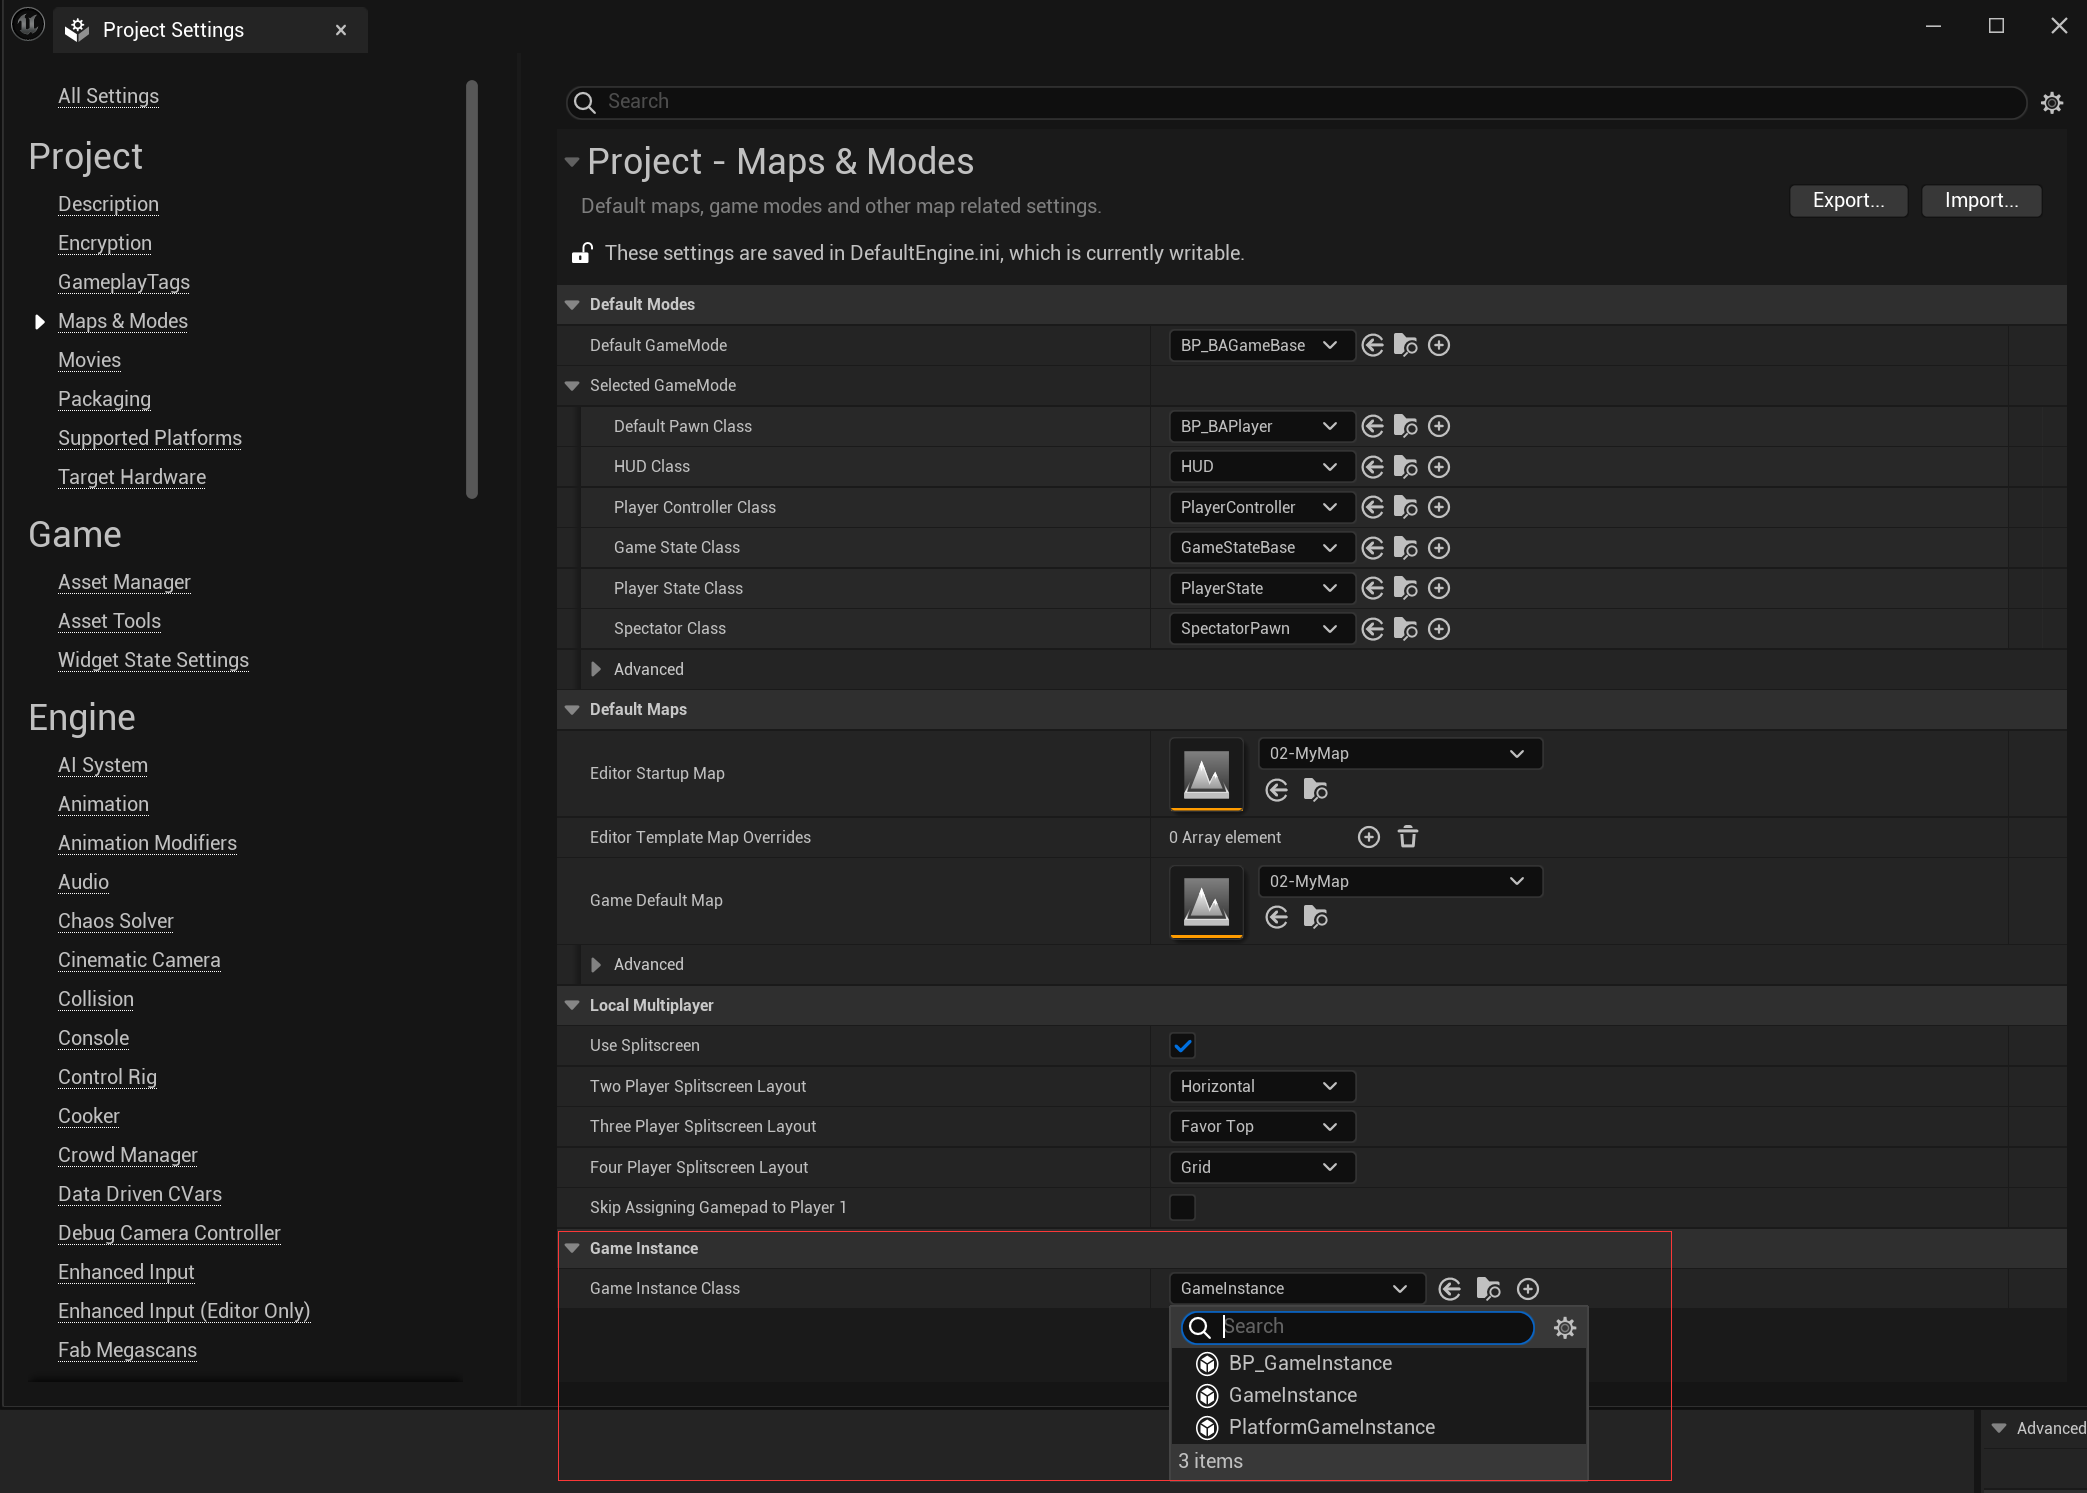 Project Settings
All Settings
Project
Description
Encryption
GameplayTags
Maps & Modes
Movies
Packaging
Supported Platforms
Target Hardware
Game
Asset Manager
Asset Tools
Widget State Settings
Engine
AI System
Animation
Animation Modifiers
Audio
Chaos Solver
Cinematic Camera
Collision
Console
Control Rig
Cooker
Crowd Manager
Data Driven CVars
Debug Camera Controller
Enhanced Input
Enhanced Input (Editor Only)
Fab Megascans
Search
Project - Maps & Modes
Default maps, game modes and other map related settings.
Export...
Import...
These settings are saved in DefaultEngine.ini, which is currently writable.
Default Modes
Default GameMode
BP_BAGameBase
Selected GameMode
Default Pawn Class
BP_BAPlayer
HUD Class
HUD
Player Controller Class
PlayerController
Game State Class
GameStateBase
Player State Class
PlayerState
Spectator Class
SpectatorPawn
Advanced
Default Maps
Editor Startup Map
02-MyMap
Editor Template Map Overrides
0 Array element
Game Default Map
02-MyMap
Advanced
Local Multiplayer
Use Splitscreen
Two Player Splitscreen Layout
Horizontal
Three Player Splitscreen Layout
Favor Top
Four Player Splitscreen Layout
Grid
Skip Assigning Gamepad to Player 1
Game Instance
Game Instance Class
GameInstance
Search
BP_GameInstance
GameInstance
PlatformGameInstance
3 items
Advanced